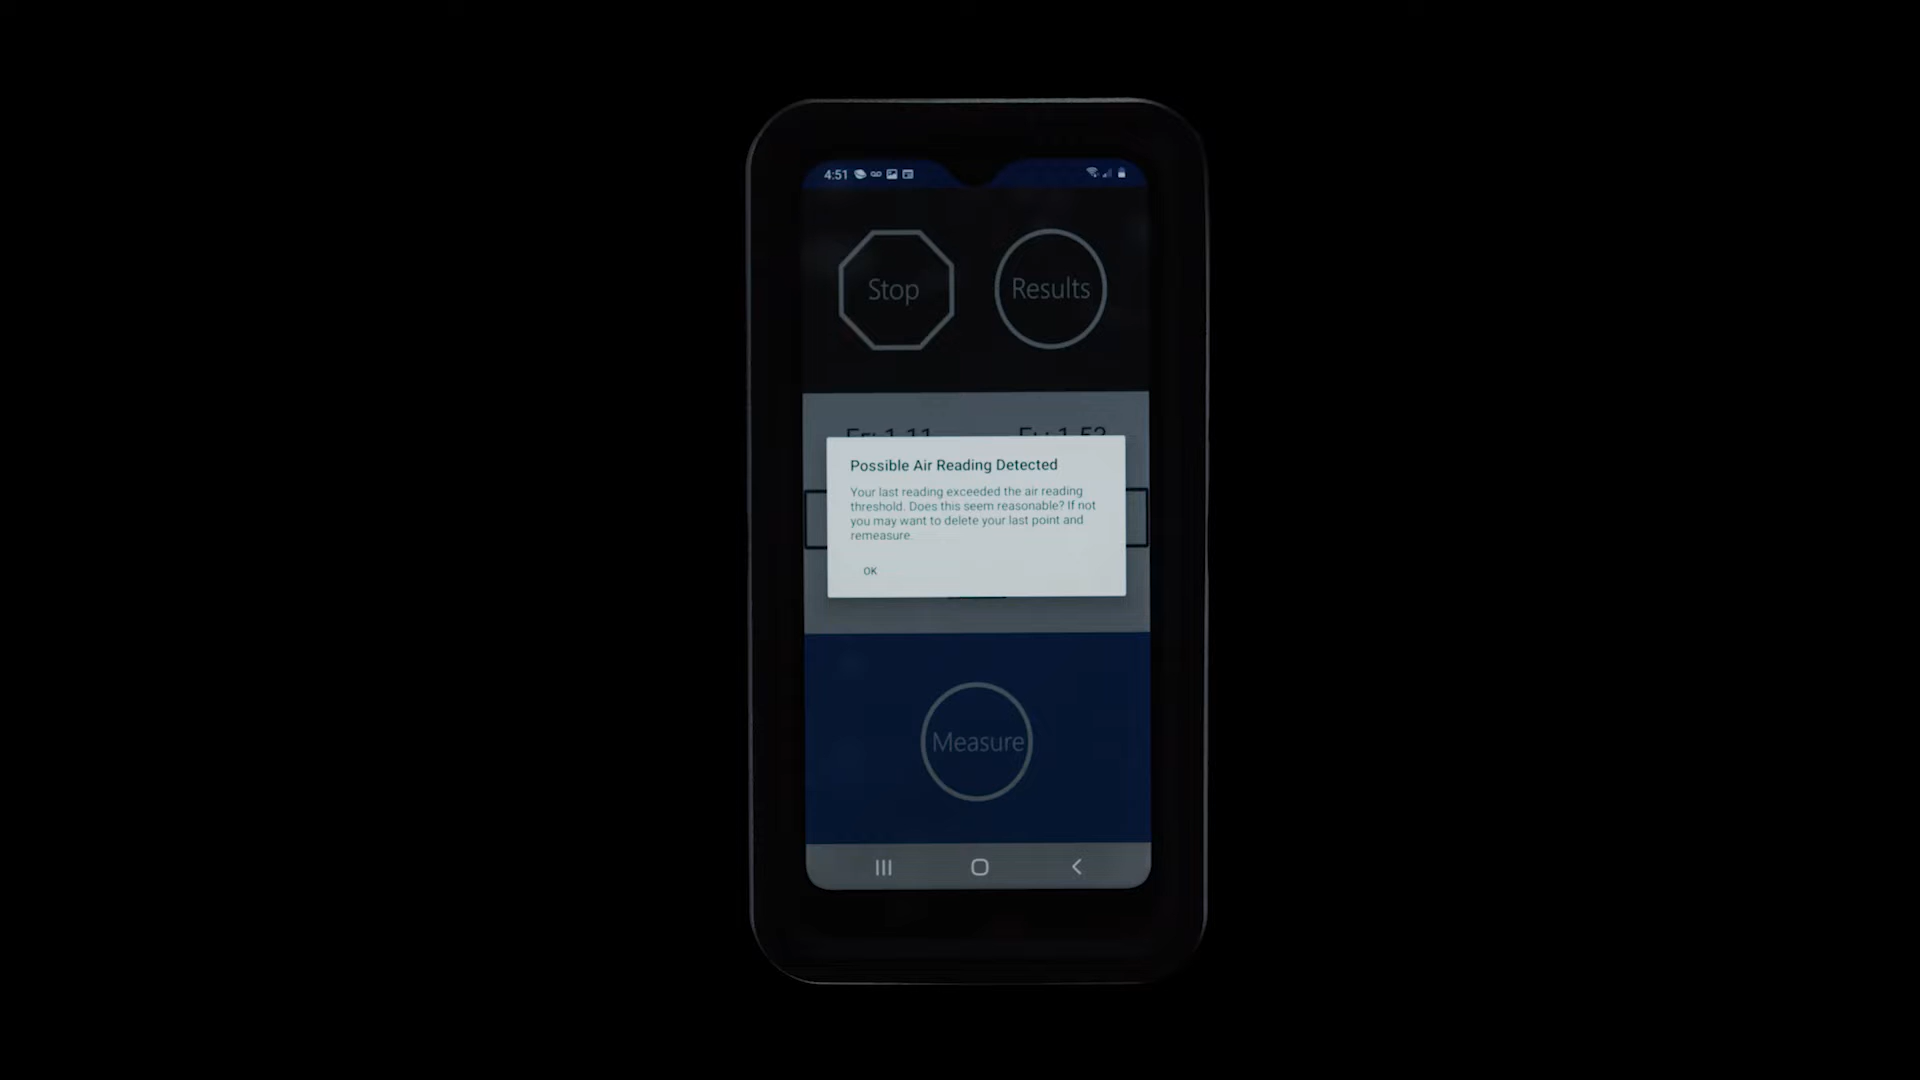 4:51
Stop
Results
Possible Air Reading Detected
Your last reading exceeded the air reading
threshold. Does this seem reasonable? If not
you may want to delete your last point and
remeasure.
OK
Measure